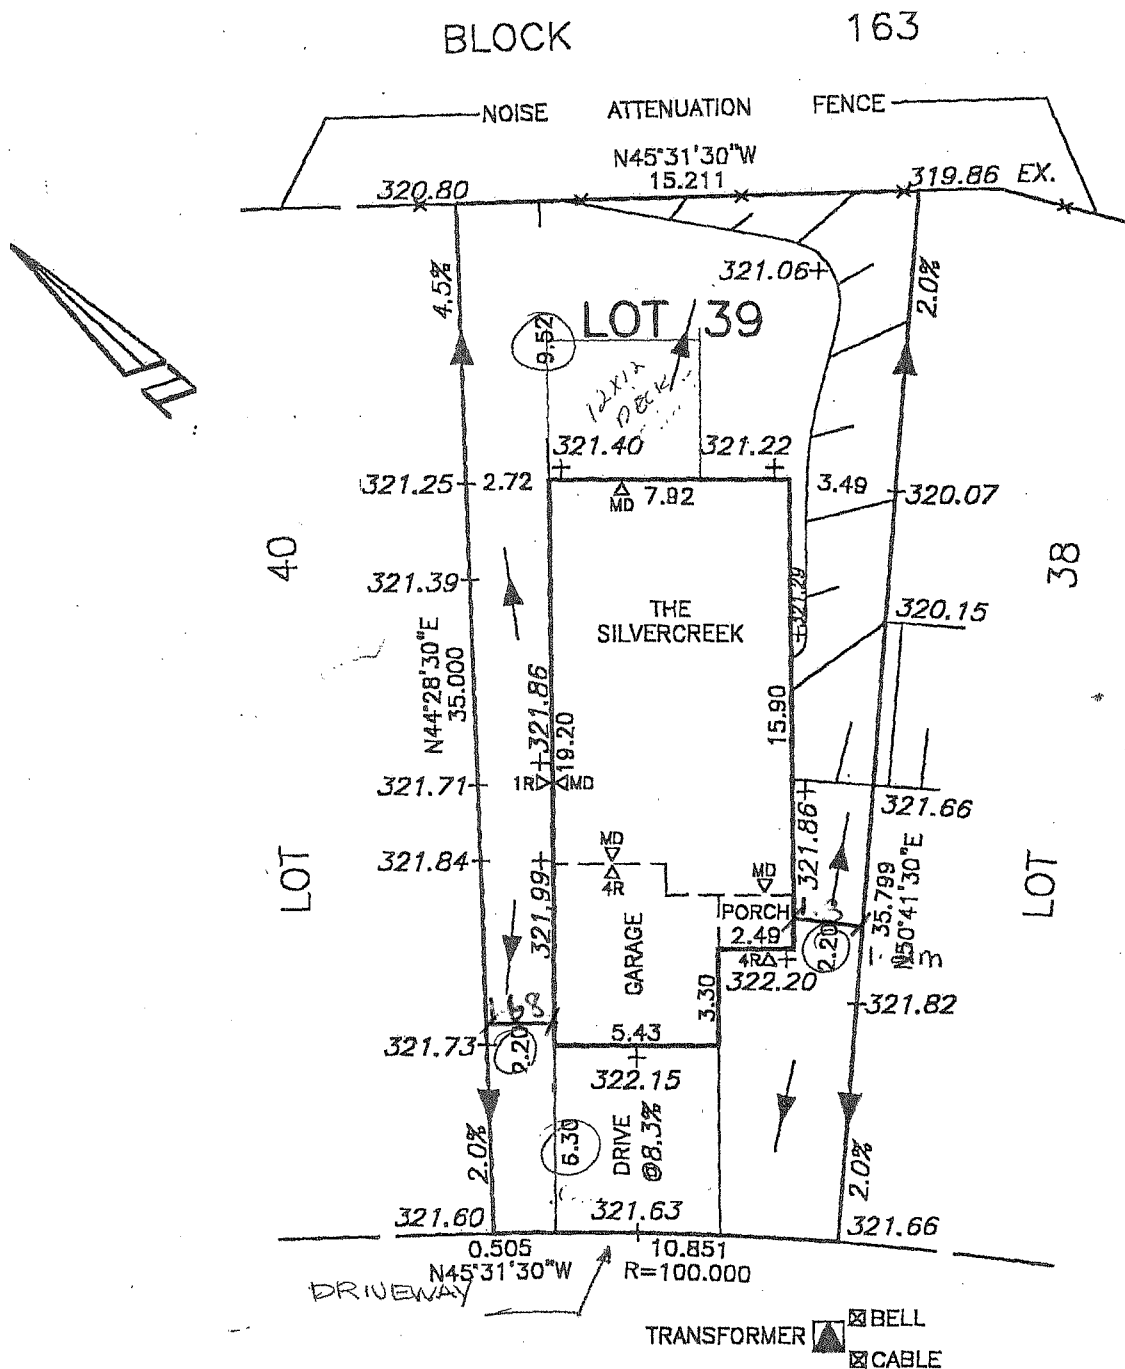 BLOCK 163
NOISE ATTENUATION FENCE
N45°31'30"W
15.211
320.80
319.86 EX.
4.5%
321.06
2.0%
LOT 39
9.52
12X12
DECK
321.40
321.22
321.25
2.72
MD
7.92
3.49
320.07
40
38
321.39
321.29
320.15
THE
SILVERCREEK
N44°28'30"E
35.000
321.86
19.20
15.90
321.71
1R
MD
321.86
321.66
LOT
321.84
321.99
MD
4R
MD
LOT
PORCH
2.49
1.3
2.20
35.799
N50°41'30"E
4R
322.20
GARAGE
3.30
321.82
1.68
2.20
321.73
5.43
322.15
DRIVE
@8.3%
6.30
2.0%
2.0%
321.60
321.63
321.66
0.505
10.851
N45°31'30"W
R=100.000
DRIVEWAY
TRANSFORMER
BELL
CABLE